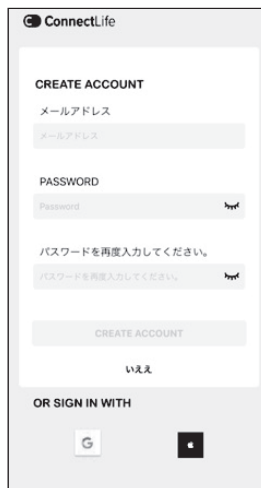 ConnectLife
CREATE ACCOUNT
メールアドレス
メールアドレス
PASSWORD
Password
パスワードを再度入力してください。
パスワードを再度入力してください。
CREATE ACCOUNT
いええ
OR SIGN IN WITH
G